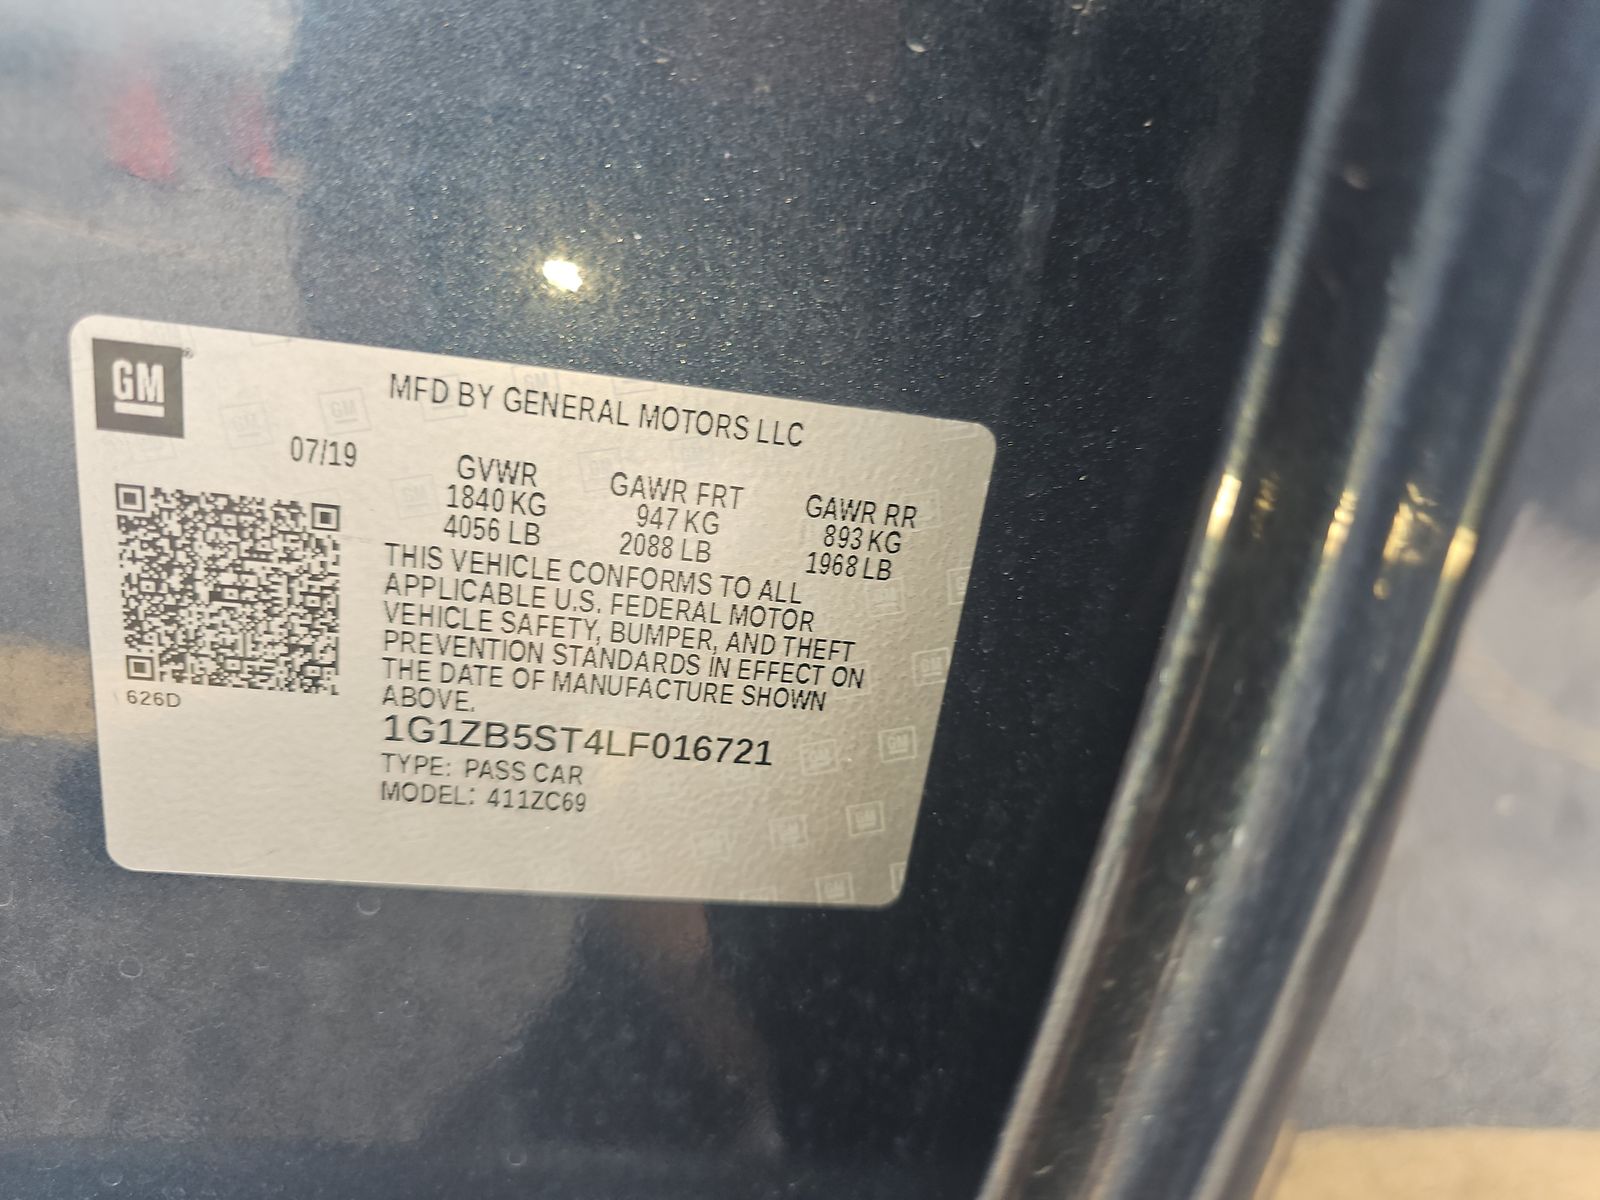 GM
MFD BY GENERAL MOTORS LLC
07/19
GVWR GAWR FRT GAWR RR
1840 KG 947 KG 893 KG
4056 LB 2088 LB 1968 LB
THIS VEHICLE CONFORMS TO ALL
APPLICABLE U.S. FEDERAL MOTOR
VEHICLE SAFETY, BUMPER, AND THEFT
PREVENTION STANDARDS IN EFFECT ON
THE DATE OF MANUFACTURE SHOWN
ABOVE.
626D
1G1ZB5ST4LF016721
TYPE: PASS CAR
MODEL: 411ZC69